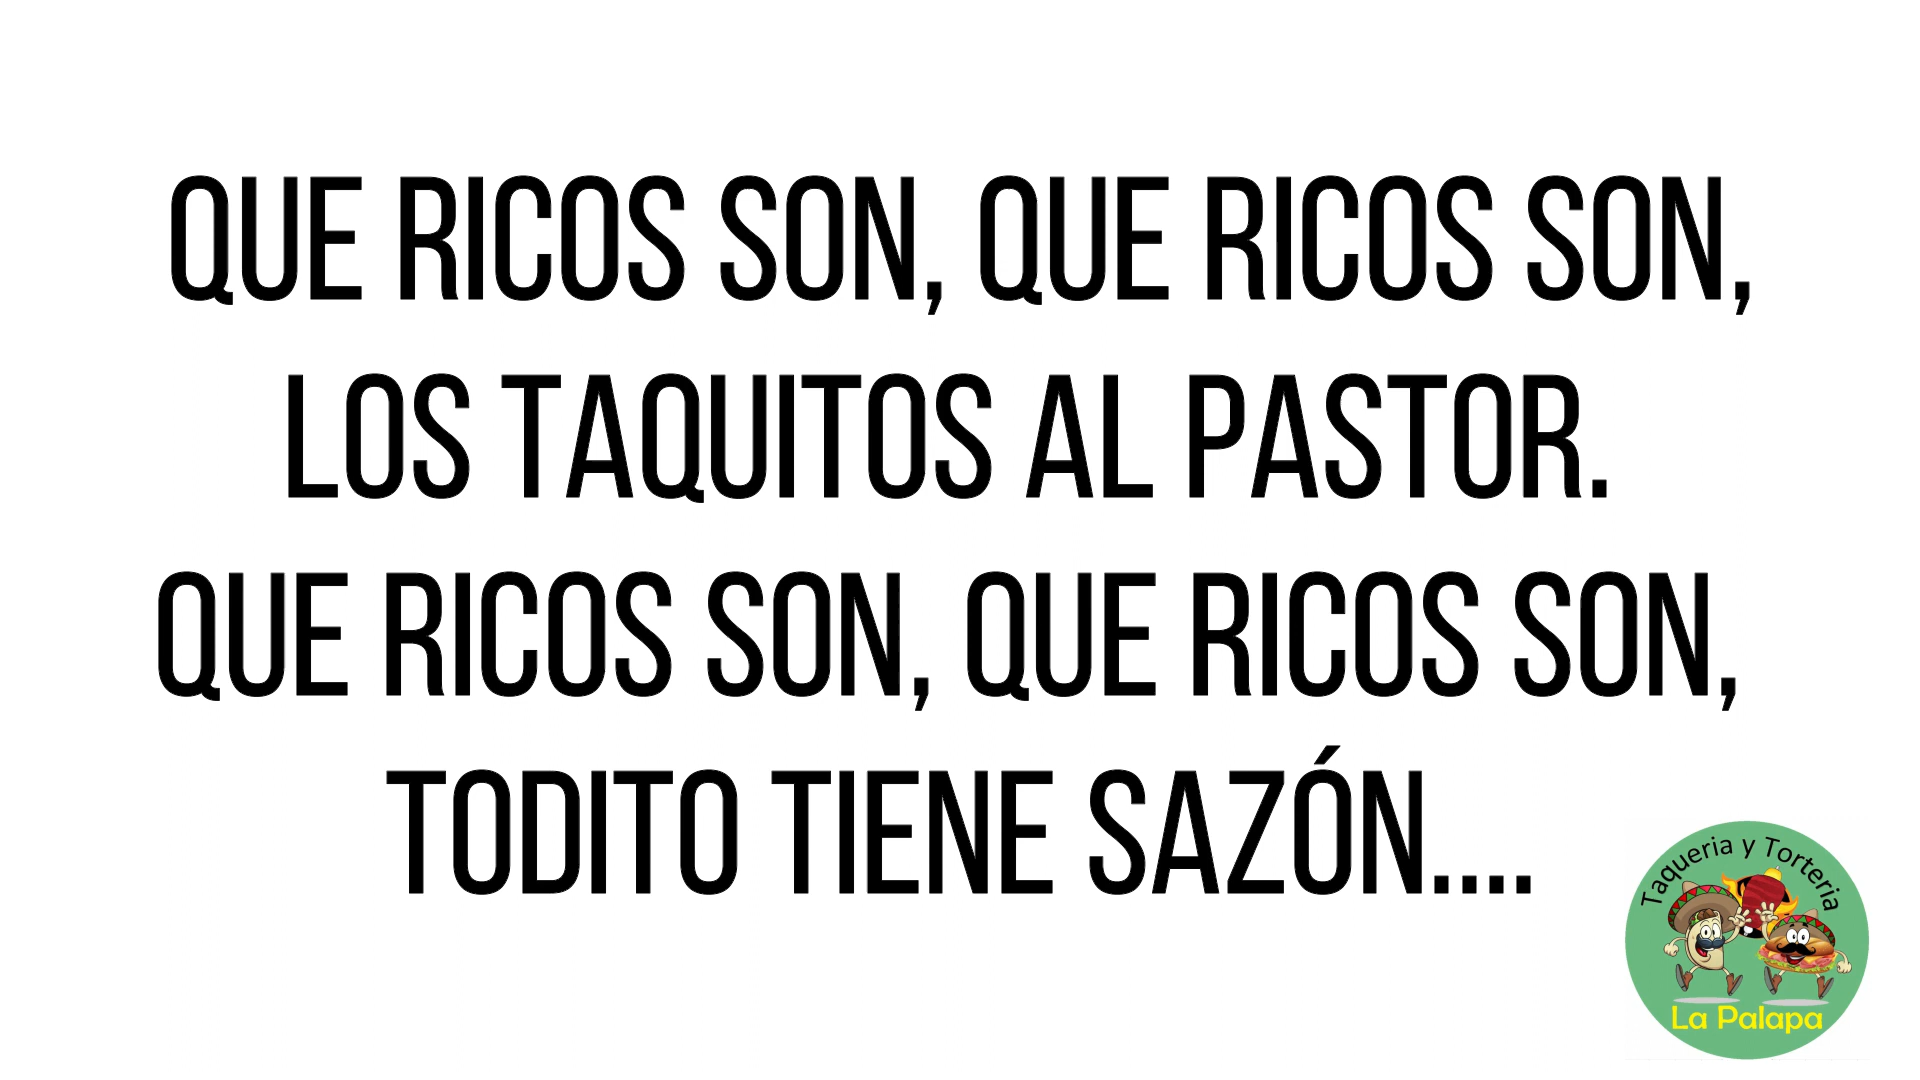 QUE RICOS SON, QUE RICOS SON,
LOS TAQUITOS AL PASTOR.
QUE RICOS SON, QUE RICOS SON,
TODITO TIENE SAZÓN....
Taqueria y Torteria
La Palapa